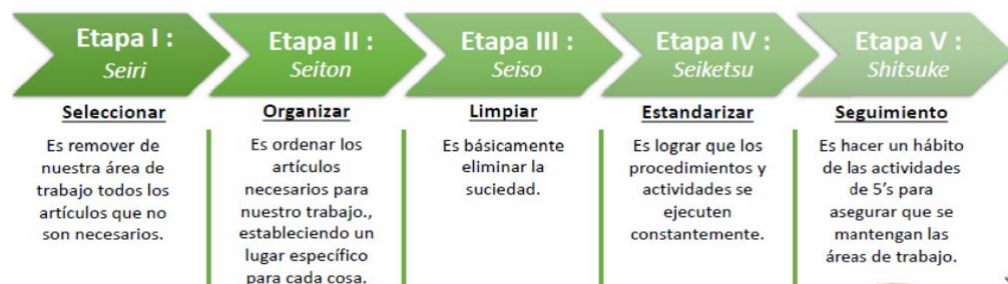 Etapa I :
Seiri
Seleccionar
Es remover de
nuestra área de
trabajo todos los
artículos que no
son necesarios.
Etapa II :
Seiton
Organizar
Es ordenar los
artículos
necesarios para
nuestro trabajo.,
estableciendo un
lugar específico
para cada cosa.
Etapa III :
Seiso
Limpiar
Es básicamente
eliminar la
suciedad.
Etapa IV :
Seiketsu
Estandarizar
Es lograr que los
procedimientos y
actividades se
ejecuten
constantemente.
Etapa V :
Shitsuke
Seguimiento
Es hacer un hábito
de las actividades
de 5’s para
asegurar que se
mantengan las
áreas de trabajo.